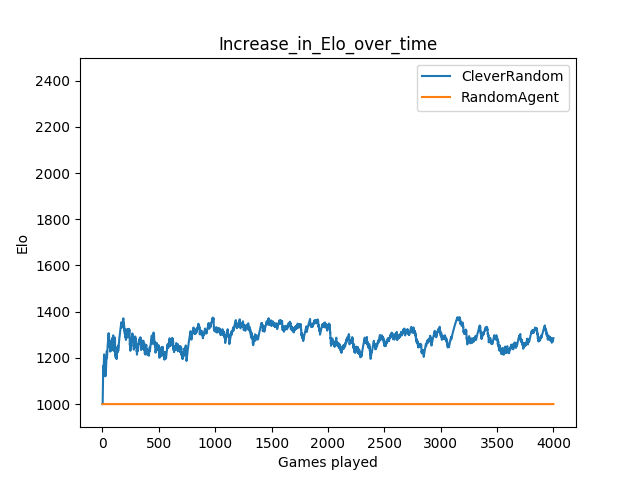 Increase_in_Elo_over_time
CleverRandom
RandomAgent
2400
2200
2000
1800
1600
1400
1200
1000
Elo
0 500 1000 1500 2000 2500 3000 3500 4000
Games played